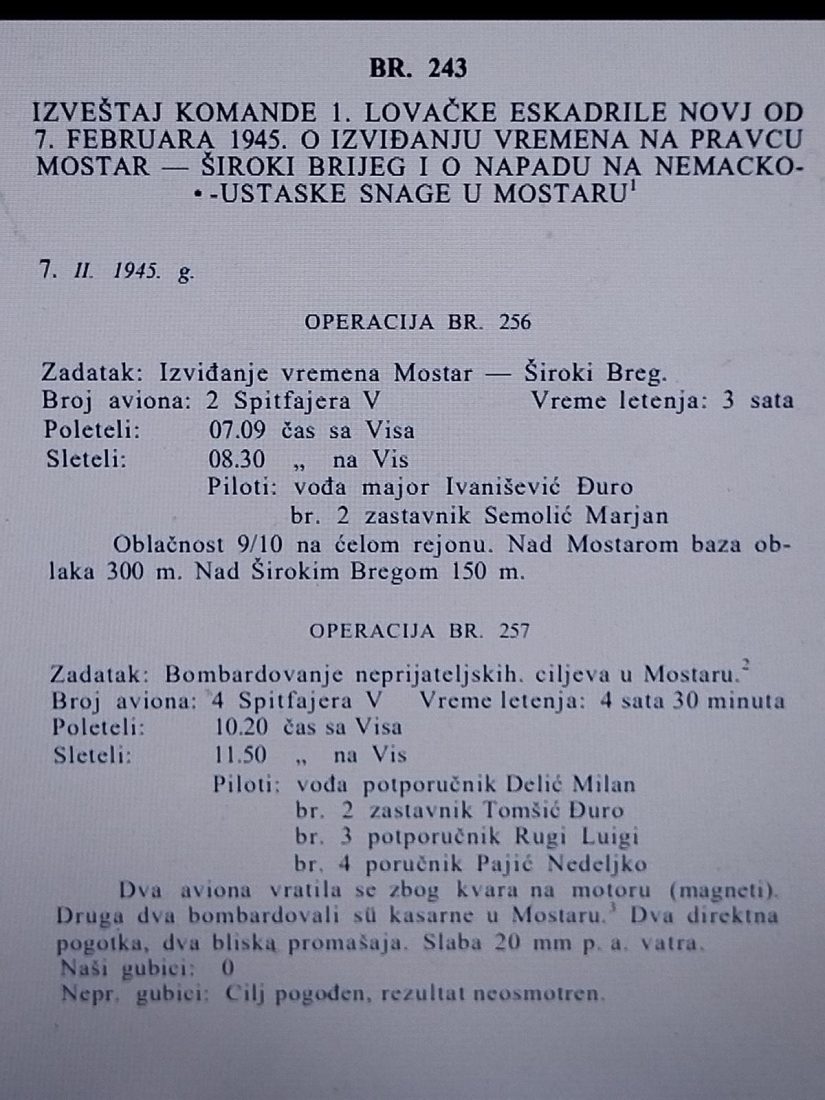 BR. 243
IZVEŠTAJ KOMANDE 1. LOVAČKE ESKADRILE NOVJ OD
7. FEBRUARA 1945. O IZVIĐANJU VREMENA NA PRAVCU
MOSTAR — ŠIROKI BRIJEG I O NAPADU NA NEMACKO-
• -USTASKE SNAGE U MOSTARU¹
7. II. 1945. g.
OPERACIJA BR. 256
Zadatak: Izviđanje vremena Mostar — Široki Breg.
Broj aviona: 2 Spitfajera V Vreme letenja: 3 sata
Poleteli: 07.09 čas sa Visa
Sleteli: 08.30 „ na Vis
Piloti: vođa major Ivanišević Đuro
br. 2 zastavnik Semolić Marjan
Oblačnost 9/10 na ćelom rejonu. Nad Mostarom baza ob-
laka 300 m. Nad Širokim Bregom 150 m.
OPERACIJA BR. 257
Zadatak: Bombardovanje neprijateljskih. ciljeva u Mostaru.²
Broj aviona: 4 Spitfajera V Vreme letenja: 4 sata 30 minuta
Poleteli: 10.20 čas sa Visa
Sleteli: 11.50 „ na Vis
Piloti: vođa potporučnik Delić Milan
br. 2 zastavnik Tomšić Đuro
br. 3 potporučnik Rugi Luigi
br. 4 poručnik Pajić Nedeljko
Dva aviona vratila se zbog kvara na motoru (magneti).
Druga dva bombardovali sü kasarne u Mostaru.³ Dva direktna
pogotka, dva bliska promašaja. Slaba 20 mm p. a. vatra.
Naši gubici: 0
Nepr. gubici: Cilj pogođen, rezultat neosmotren.